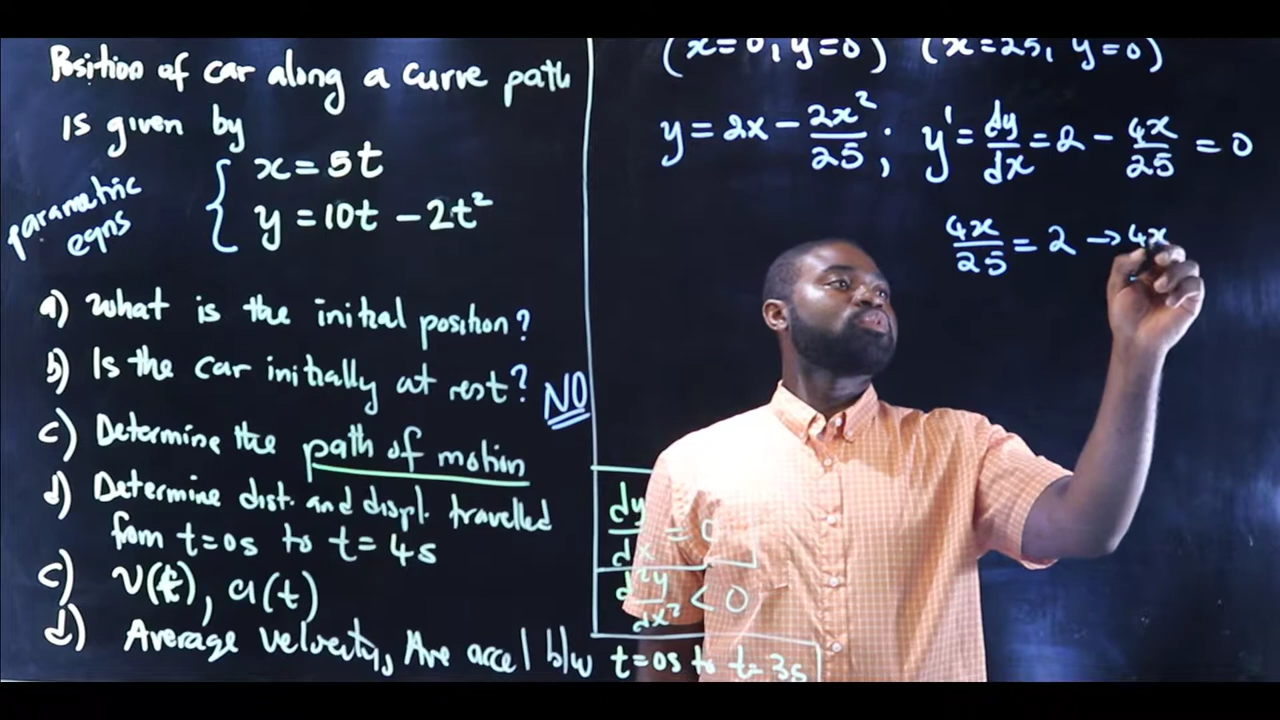 Position of car along a curve path
is given by
parametric eqns
x = 5t
y = 10t - 2t²
a) What is the initial position?
b) Is the car initially at rest? NO
c) Determine the path of motion
d) Determine dist. and displ. travelled
from t=0s to t= 4s
c) v(t), a(t)
d) Average velocity, Ave accel b/w t=0s to t=3s
(x=0, y=0) (x=25, y=0)
y = 2x - 2x²/25 ; y' = dy/dx = 2 - 4x/25 = 0
4x/25 = 2 → 4x
dy/dx = 0
d²y/dx² < 0